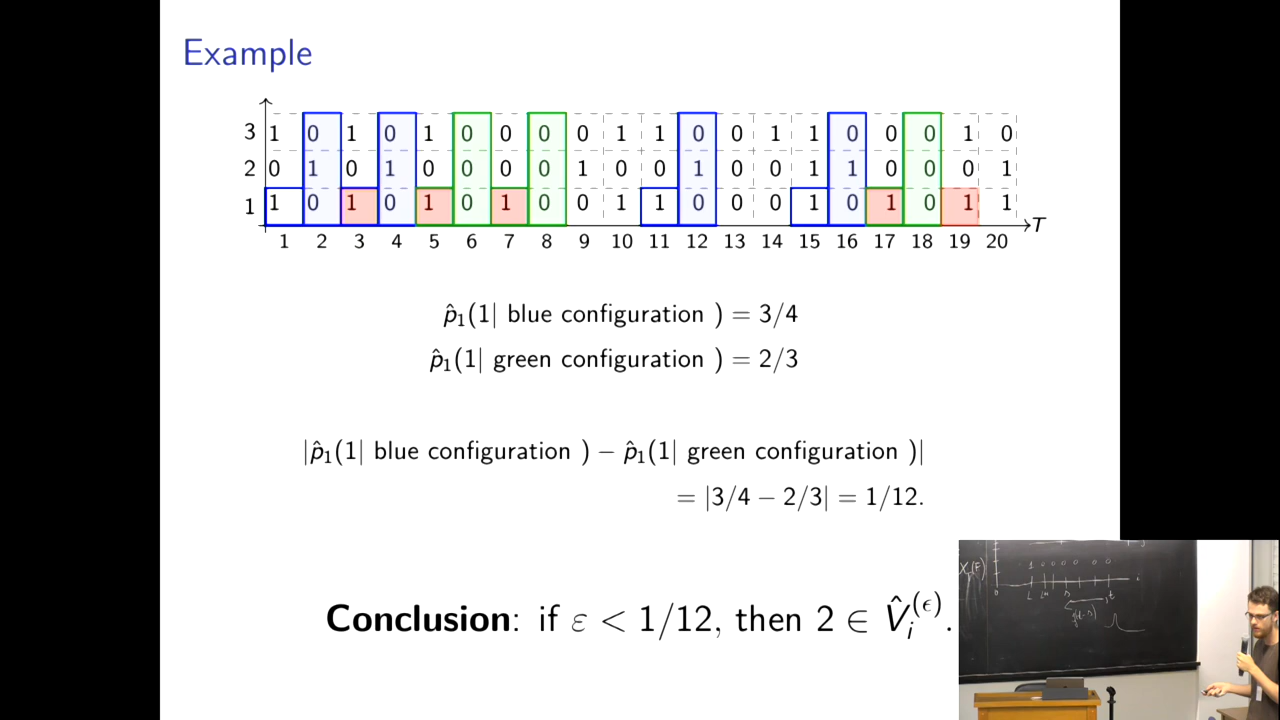 Example
3 1 0 1 0 1 0 0 0 0 1 1 0 0 1 1 0 0 0 1 0
2 0 1 0 1 0 0 0 0 1 0 0 1 0 0 1 1 0 0 0 1
1 1 0 1 0 1 0 1 0 0 1 1 0 0 0 1 0 1 0 1 1
1 2 3 4 5 6 7 8 9 10 11 12 13 14 15 16 17 18 19 20 T
p̂₁(1| blue configuration ) = 3/4
p̂₁(1| green configuration ) = 2/3
|p̂₁(1| blue configuration ) − p̂₁(1| green configuration )|
= |3/4 − 2/3| = 1/12.
Conclusion: if ε < 1/12, then 2 ∈ V̂ᵢ^(ϵ).